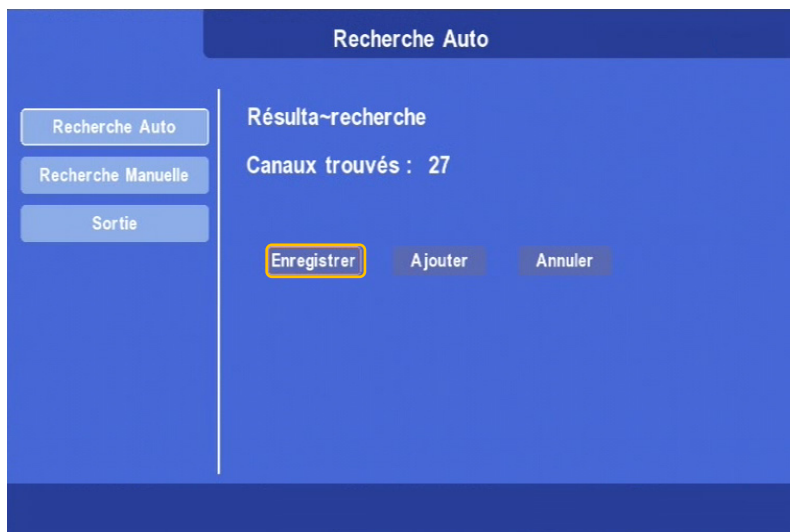 Recherche Auto
Recherche Auto
Recherche Manuelle
Sortie
Résulta~recherche
Canaux trouvés : 27
Enregistrer Ajouter Annuler